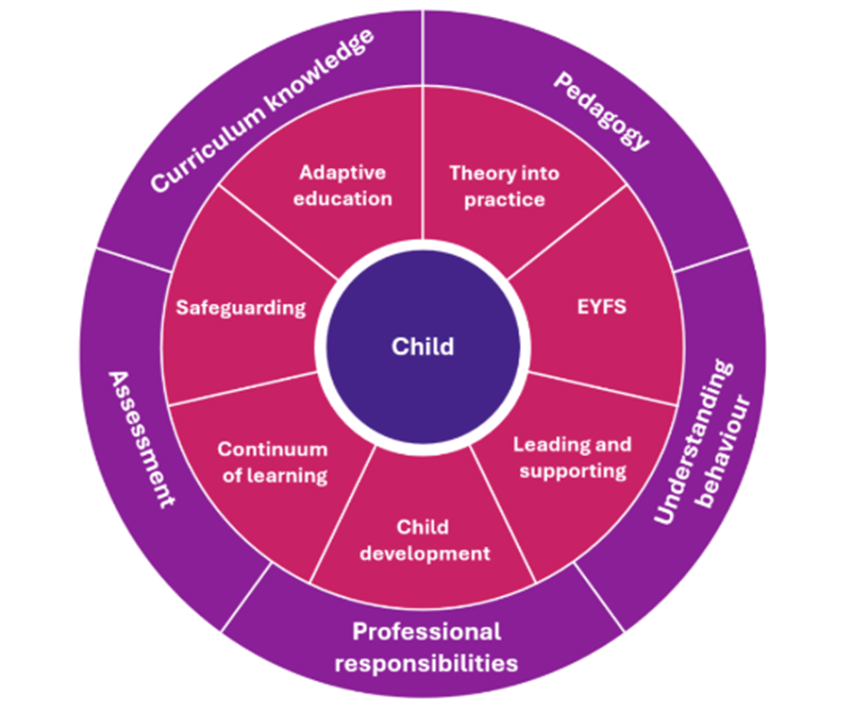 Curriculum knowledge
Pedagogy
Adaptive
education
Theory into
practice
Safeguarding
EYFS
Child
Assessment
Understanding
behaviour
Continuum
of learning
Leading and
supporting
Child
development
Professional
responsibilities